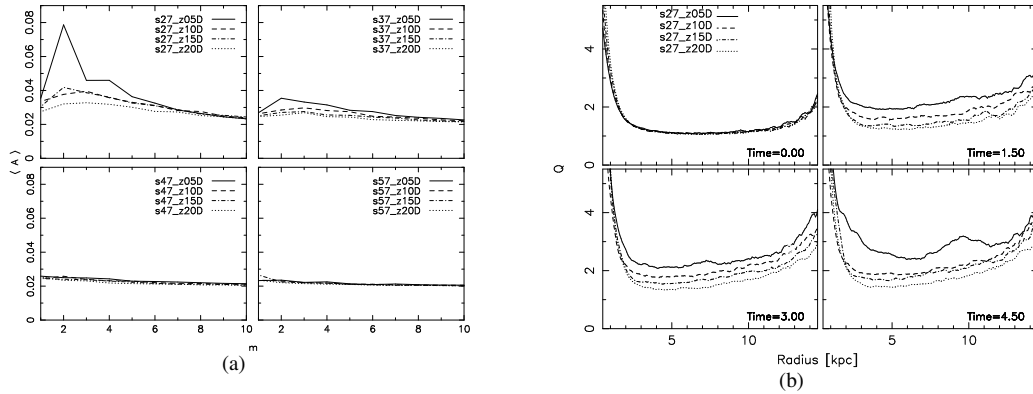 s27_z05D
s27_z10D
s27_z15D
s27_z20D
s37_z05D
s37_z10D
s37_z15D
s37_z20D
0 0.02 0.04 0.06 0.08
s47_z05D
s47_z10D
s47_z15D
s47_z20D
s57_z05D
s57_z10D
s57_z15D
s57_z20D
0 0.02 0.04 0.06 0.08
⟨A⟩
2 4 6 8 10
2 4 6 8 10
m
(a)
s27_z05D
s27_z10D
s27_z15D
s27_z20D
4
2
0
Time=0.00
Time=1.50
Q
4
2
0
Time=3.00
Time=4.50
5 10
5 10
Radius [kpc]
(b)